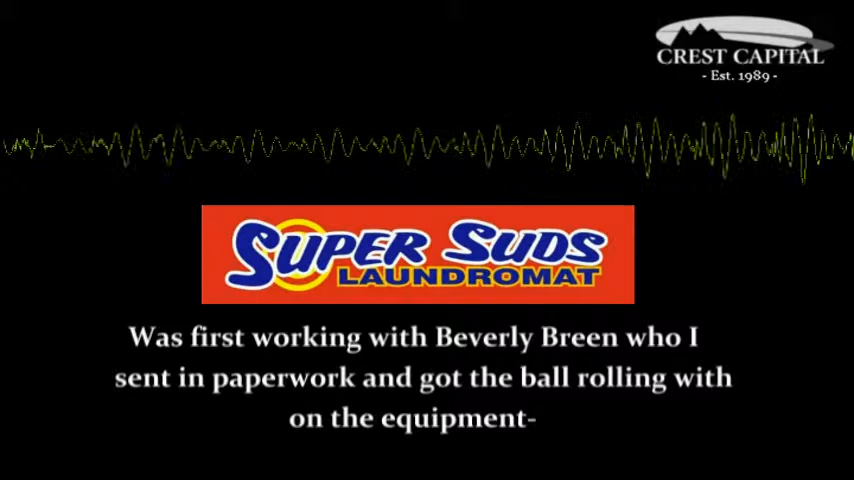 CREST CAPITAL
- Est. 1989 -
SUPER SUDS
LAUNDROMAT
Was first working with Beverly Breen who I
sent in paperwork and got the ball rolling with
on the equipment-